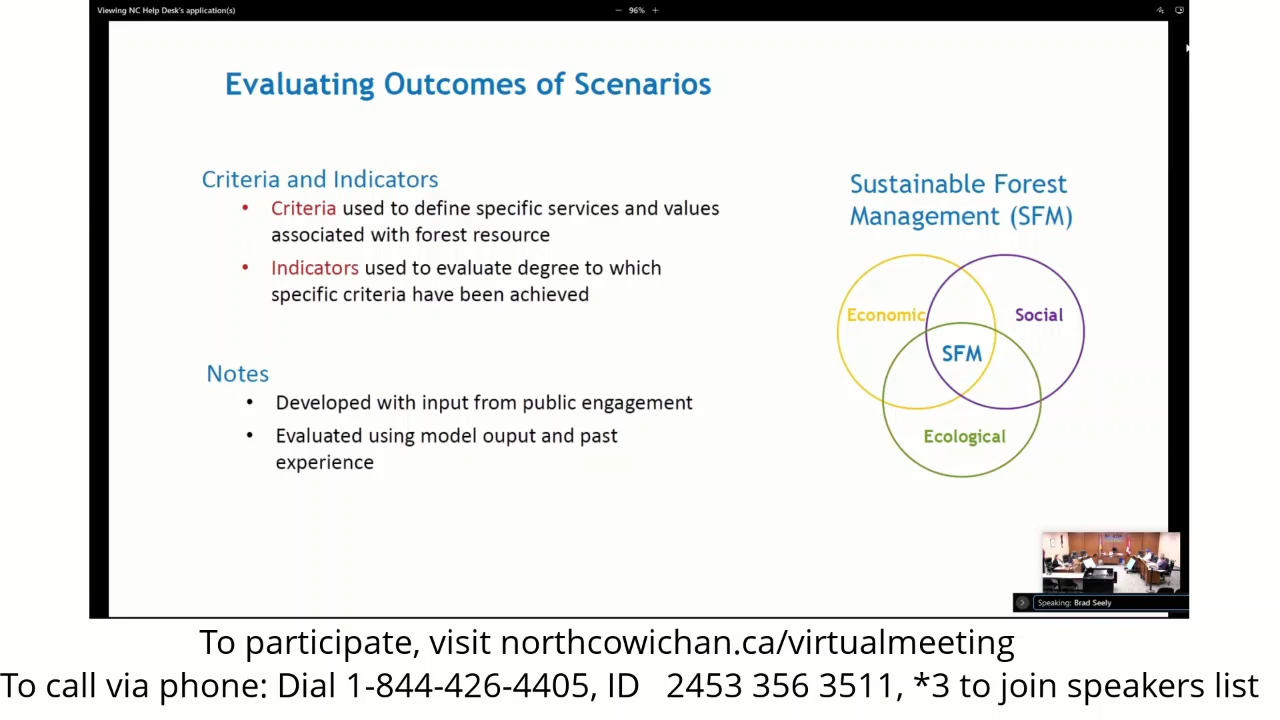 Viewing NC Help Desk's application(s)
96%
Evaluating Outcomes of Scenarios
Criteria and Indicators
• Criteria used to define specific services and values
associated with forest resource
• Indicators used to evaluate degree to which
specific criteria have been achieved
Notes
• Developed with input from public engagement
• Evaluated using model ouput and past
experience
Sustainable Forest
Management (SFM)
Economic
Social
SFM
Ecological
Speaking: Brad Seely
To participate, visit northcowichan.ca/virtualmeeting
To call via phone: Dial 1-844-426-4405, ID 2453 356 3511, *3 to join speakers list